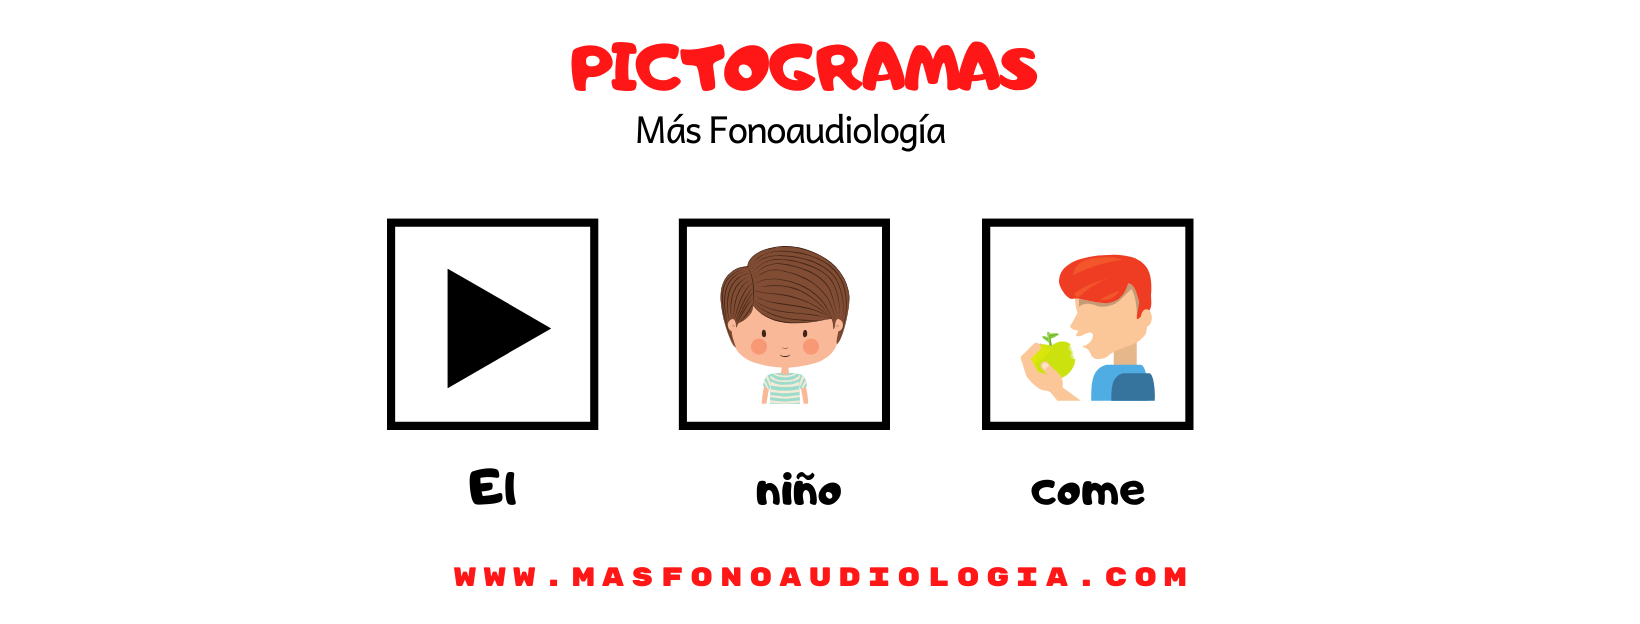 PICTOGRAMAS
Más Fonoaudiología
El niño come
WWW.MASFONOAUDIOLOGIA.COM